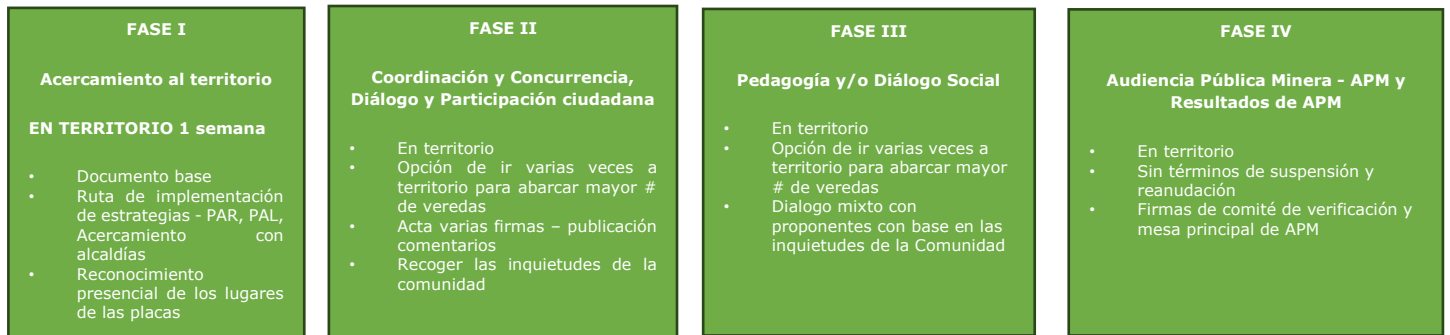 FASE I
Acercamiento al territorio
EN TERRITORIO 1 semana
• Documento base
• Ruta de implementación
de estrategias - PAR, PAL,
Acercamiento con
alcaldías
• Reconocimiento
presencial de los lugares
de las placas
FASE II
Coordinación y Concurrencia,
Diálogo y Participación ciudadana
• En territorio
• Opción de ir varias veces a
territorio para abarcar mayor #
de veredas
• Acta varias firmas – publicación
comentarios
• Recoger las inquietudes de la
comunidad
FASE III
Pedagogía y/o Diálogo Social
• En territorio
• Opción de ir varias veces a
territorio para abarcar mayor
# de veredas
• Dialogo mixto con
proponentes con base en las
inquietudes de la Comunidad
FASE IV
Audiencia Pública Minera - APM y
Resultados de APM
• En territorio
• Sin términos de suspensión y
reanudación
• Firmas de comité de verificación y
mesa principal de APM